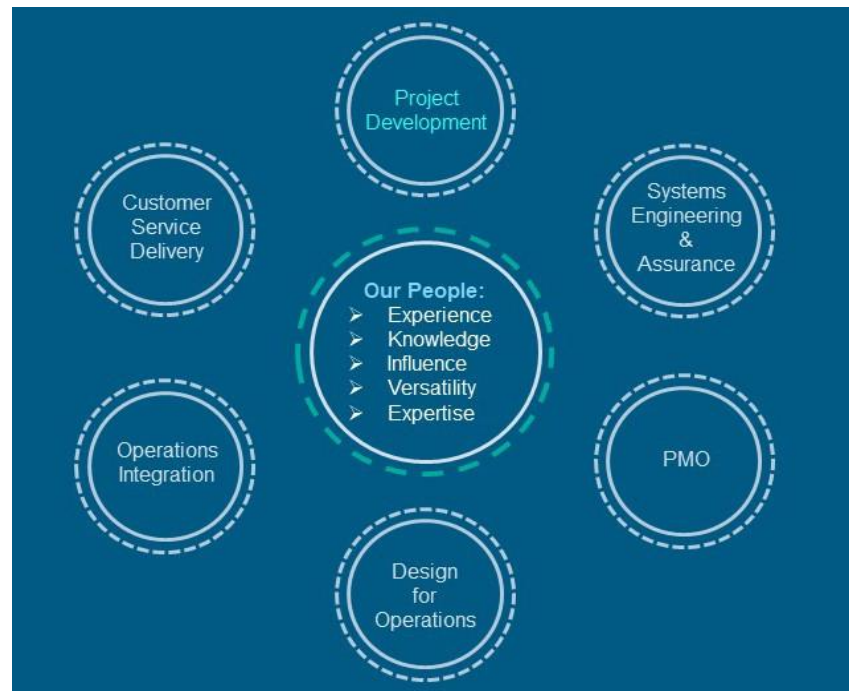 Project
Development
Systems
Engineering
&
Assurance
PMO
Design
for
Operations
Operations
Integration
Customer
Service
Delivery
Our People:
➢ Experience
➢ Knowledge
➢ Influence
➢ Versatility
➢ Expertise